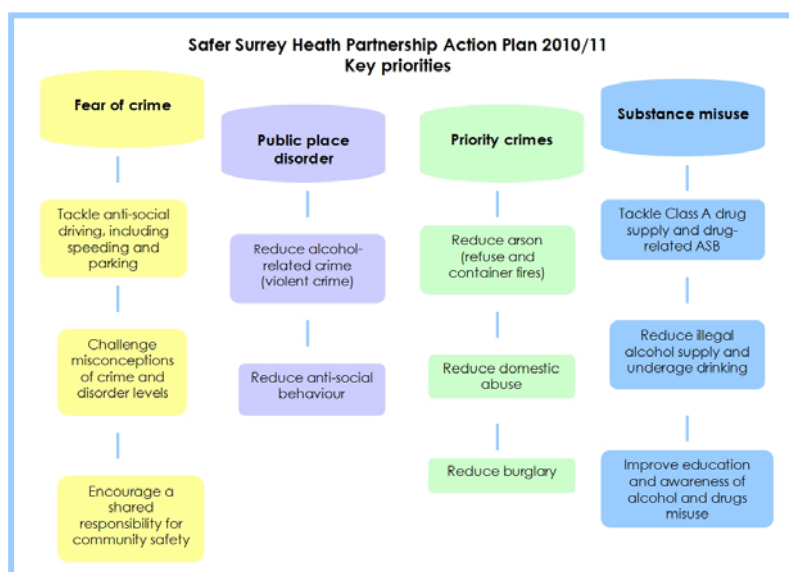 Safer Surrey Heath Partnership Action Plan 2010/11
Key priorities
Fear of crime
Tackle anti-social
driving, including
speeding and
parking
Challenge
misconceptions
of crime and
disorder levels
Encourage a
shared
responsibility for
community safety
Public place
disorder
Reduce alcohol-
related crime
(violent crime)
Reduce anti-social
behaviour
Priority crimes
Reduce arson
(refuse and
container fires)
Reduce domestic
abuse
Reduce burglary
Substance misuse
Tackle Class A drug
supply and drug-
related ASB
Reduce illegal
alcohol supply and
underage drinking
Improve education
and awareness of
alcohol and drugs
misuse